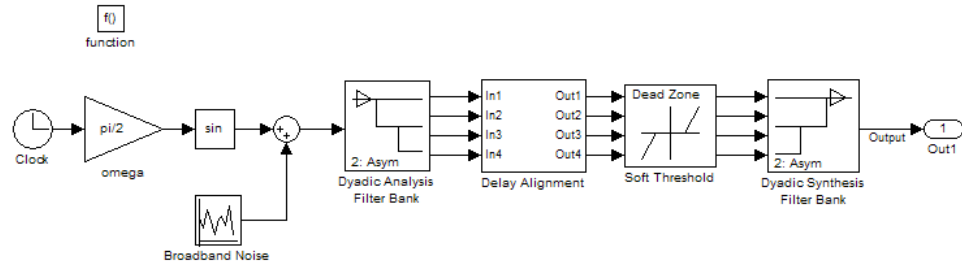 f()
function
Clock
pi/2
omega
sin
++
Broadband Noise
2: Asym
Dyadic Analysis
Filter Bank
In1
In2
In3
In4
Out1
Out2
Out3
Out4
Delay Alignment
Dead Zone
Soft Threshold
2: Asym
Dyadic Synthesis
Filter Bank
Output
1
Out1